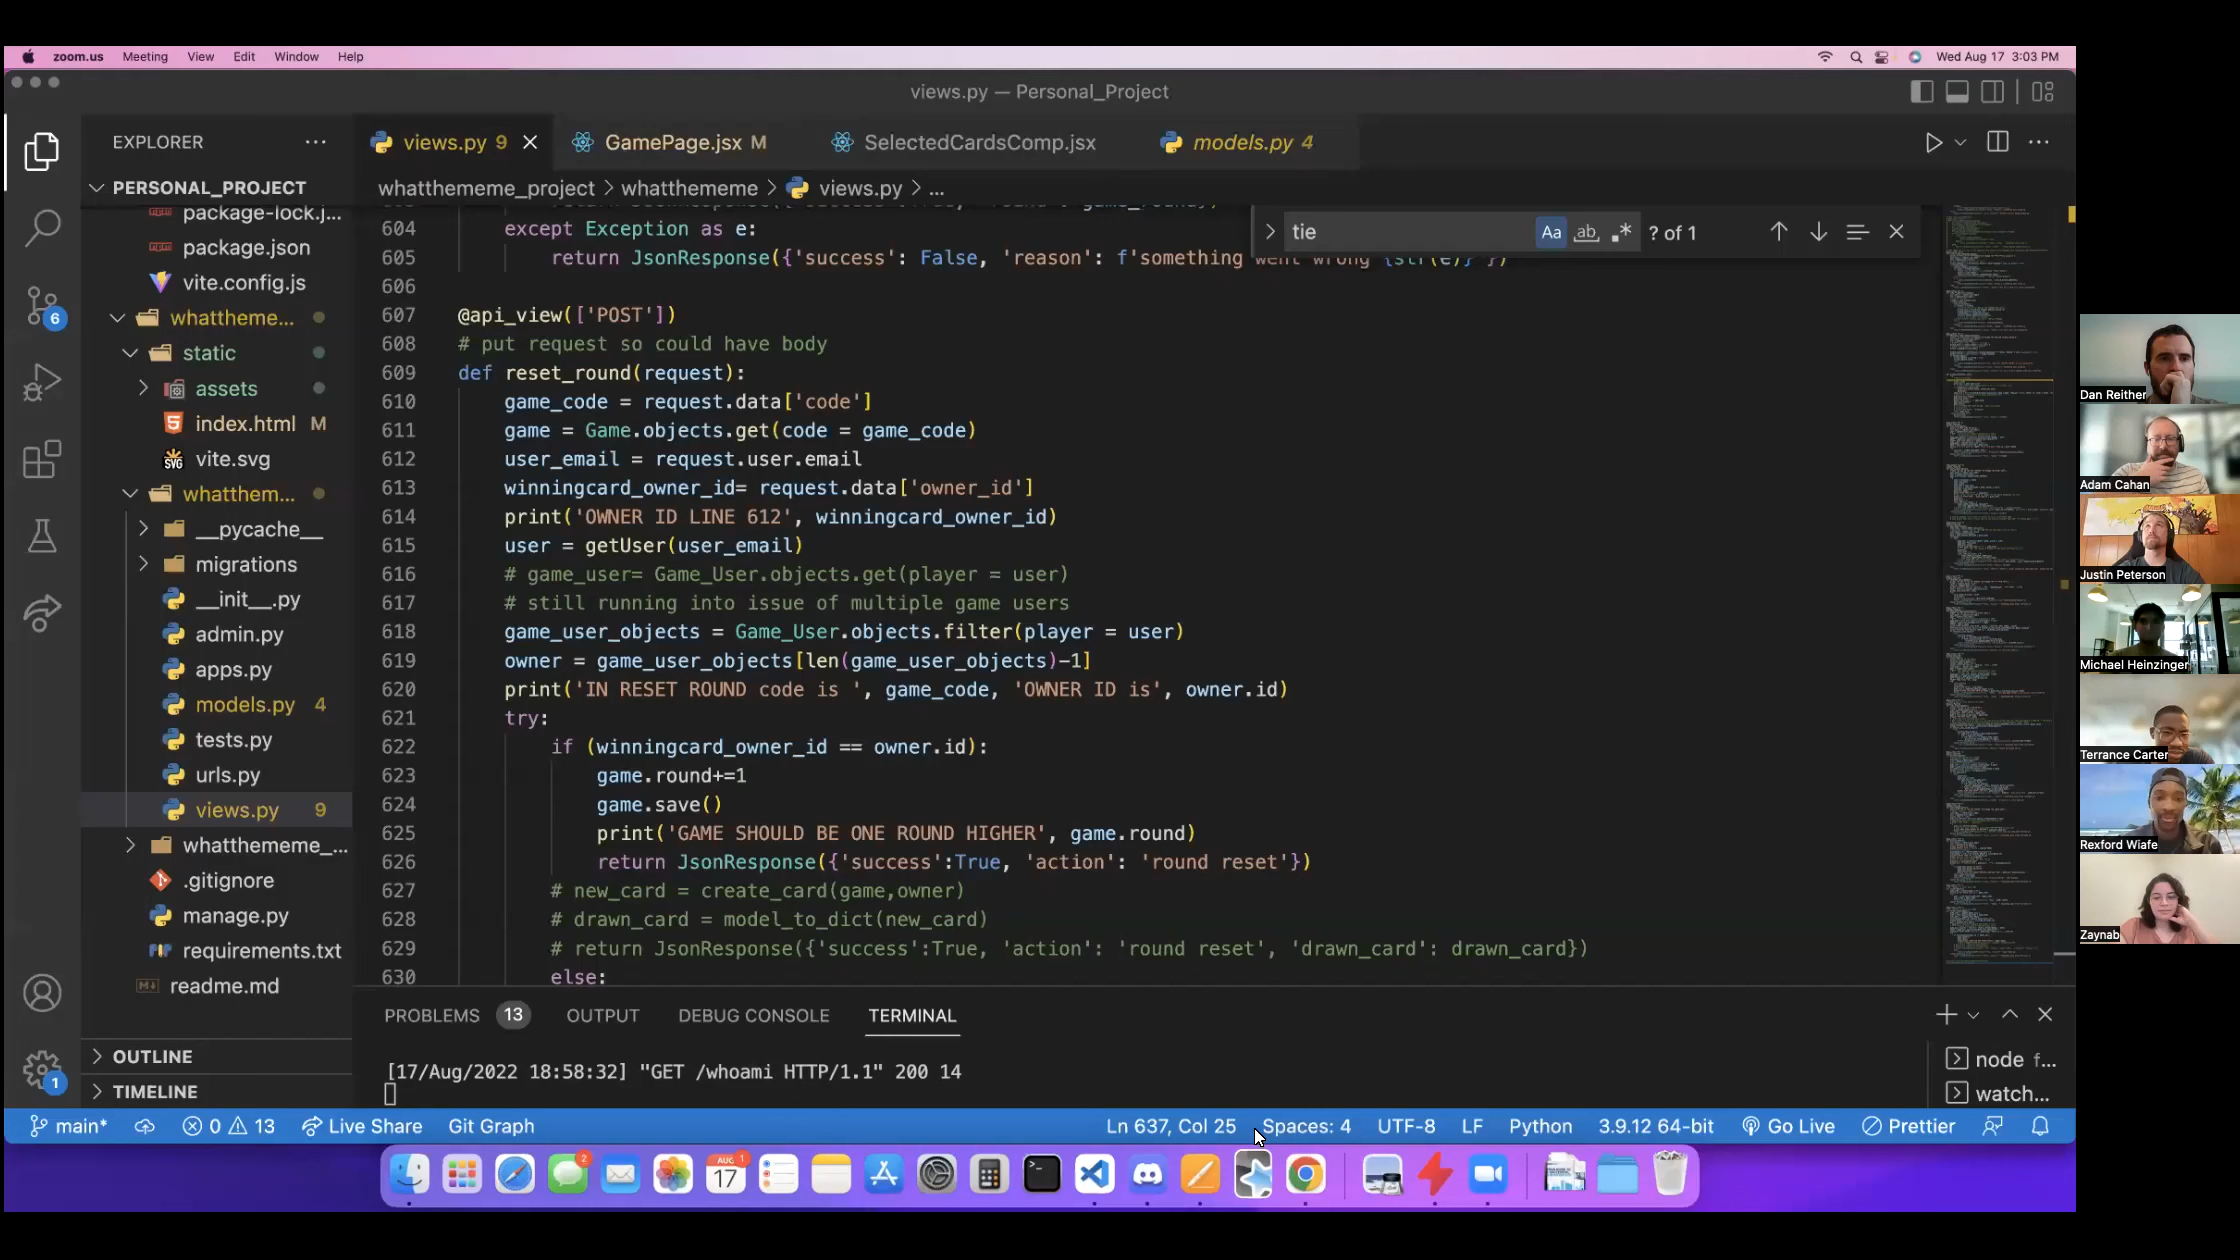 zoom.us Meeting View Edit Window Help
Wed Aug 17 3:03 PM
views.py — Personal_Project
EXPLORER
views.py 9
GamePage.jsx M
SelectedCardsComp.jsx
models.py 4
PERSONAL_PROJECT
whatthememe_project > whatthememe > views.py > ...
tie
Aa
ab
.*
? of 1
package-lock.j...
package.json
vite.config.js
6
whattheme...
static
assets
index.html M
SVG
vite.svg
whatthem...
__pycache__
migrations
__init__.py
admin.py
apps.py
models.py 4
tests.py
urls.py
views.py 9
whatthememe_...
.gitignore
manage.py
requirements.txt
readme.md
OUTLINE
TIMELINE
1
604 except Exception as e:
605 return JsonResponse({'success': False, 'reason': f'something went wrong {str(e)}'})
606
607 @api_view(['POST'])
608 # put request so could have body
609 def reset_round(request):
610 game_code = request.data['code']
611 game = Game.objects.get(code = game_code)
612 user_email = request.user.email
613 winningcard_owner_id= request.data['owner_id']
614 print('OWNER ID LINE 612', winningcard_owner_id)
615 user = getUser(user_email)
616 # game_user= Game_User.objects.get(player = user)
617 # still running into issue of multiple game users
618 game_user_objects = Game_User.objects.filter(player = user)
619 owner = game_user_objects[len(game_user_objects)-1]
620 print('IN RESET ROUND code is ', game_code, 'OWNER ID is', owner.id)
621 try:
622 if (winningcard_owner_id == owner.id):
623 game.round+=1
624 game.save()
625 print('GAME SHOULD BE ONE ROUND HIGHER', game.round)
626 return JsonResponse({'success':True, 'action': 'round reset'})
627 # new_card = create_card(game,owner)
628 # drawn_card = model_to_dict(new_card)
629 # return JsonResponse({'success':True, 'action': 'round reset', 'drawn_card': drawn_card})
630 else:
PROBLEMS 13 OUTPUT DEBUG CONSOLE TERMINAL
[17/Aug/2022 18:58:32] "GET /whoami HTTP/1.1" 200 14
node f...
watch...
main* 0 13 Live Share Git Graph
Ln 637, Col 25 Spaces: 4 UTF-8 LF Python 3.9.12 64-bit Go Live Prettier
2
AUG 1
17
Dan Reither
Adam Cahan
Justin Peterson
Michael Heinzinger
Terrance Carter
Rexford Wiafe
Zaynab